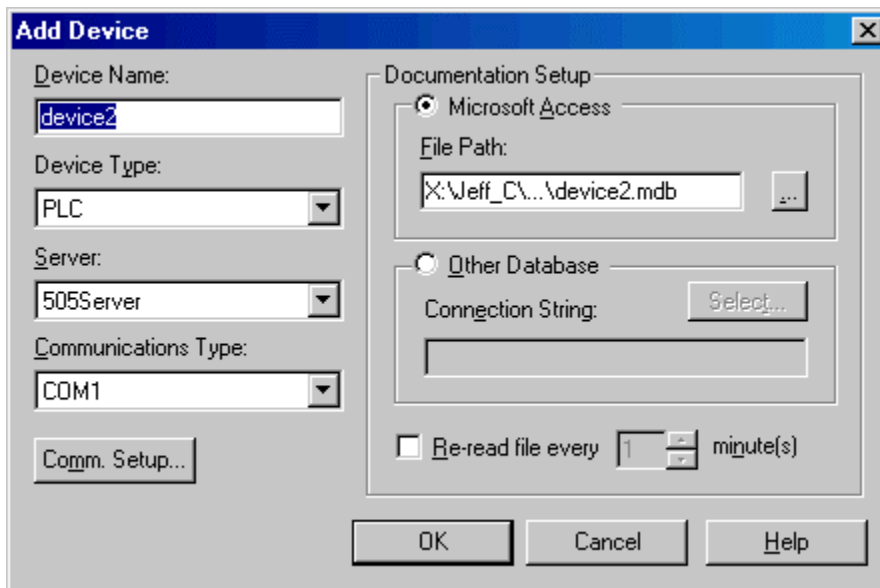 Add Device
Device Name:
device2
Device Type:
PLC
Server:
505Server
Communications Type:
COM1
Comm. Setup...
Documentation Setup
Microsoft Access
File Path:
X:\Jeff_C\...\device2.mdb
...
Other Database
Connection String:
Select...
Re-read file every 1 minute(s)
OK
Cancel
Help